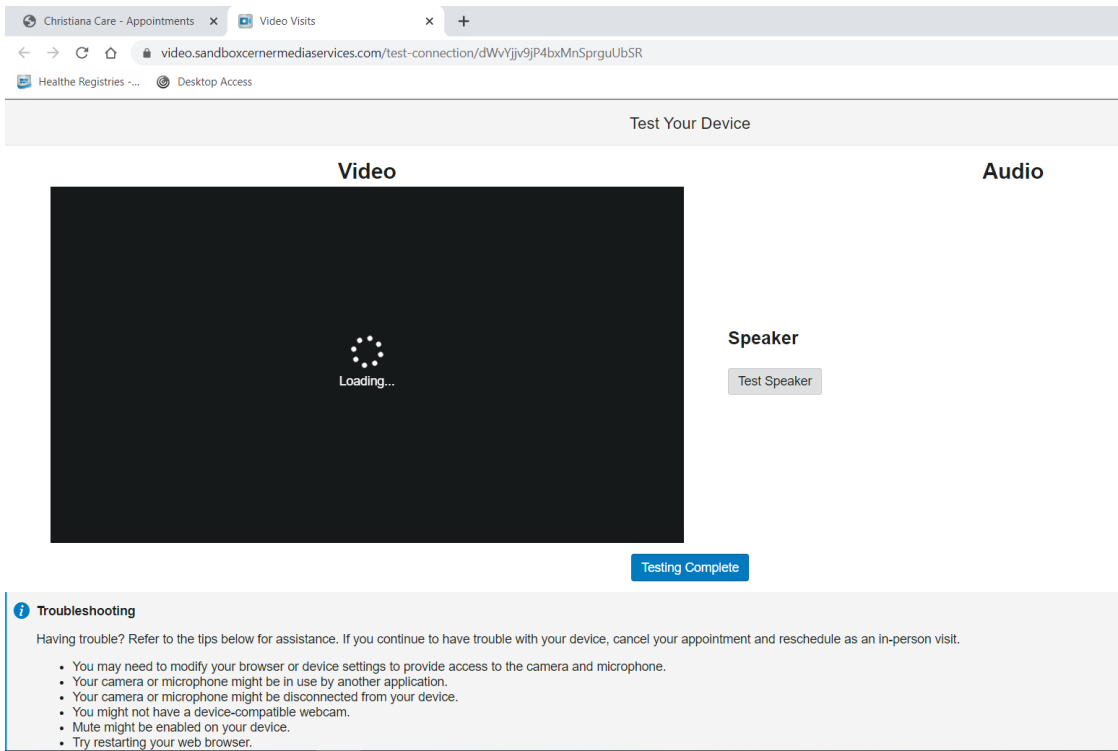 Christiana Care - Appointments
Video Visits
video.sandboxcernermediaservices.com/test-connection/dWvYjjv9jP4bxMnSprguUbSR
Healthe Registries -...
Desktop Access
Test Your Device
Video
Audio
Loading...
Speaker
Test Speaker
Testing Complete
Troubleshooting
Having trouble? Refer to the tips below for assistance. If you continue to have trouble with your device, cancel your appointment and reschedule as an in-person visit.
• You may need to modify your browser or device settings to provide access to the camera and microphone.
• Your camera or microphone might be in use by another application.
• Your camera or microphone might be disconnected from your device.
• You might not have a device-compatible webcam.
• Mute might be enabled on your device.
• Try restarting your web browser.